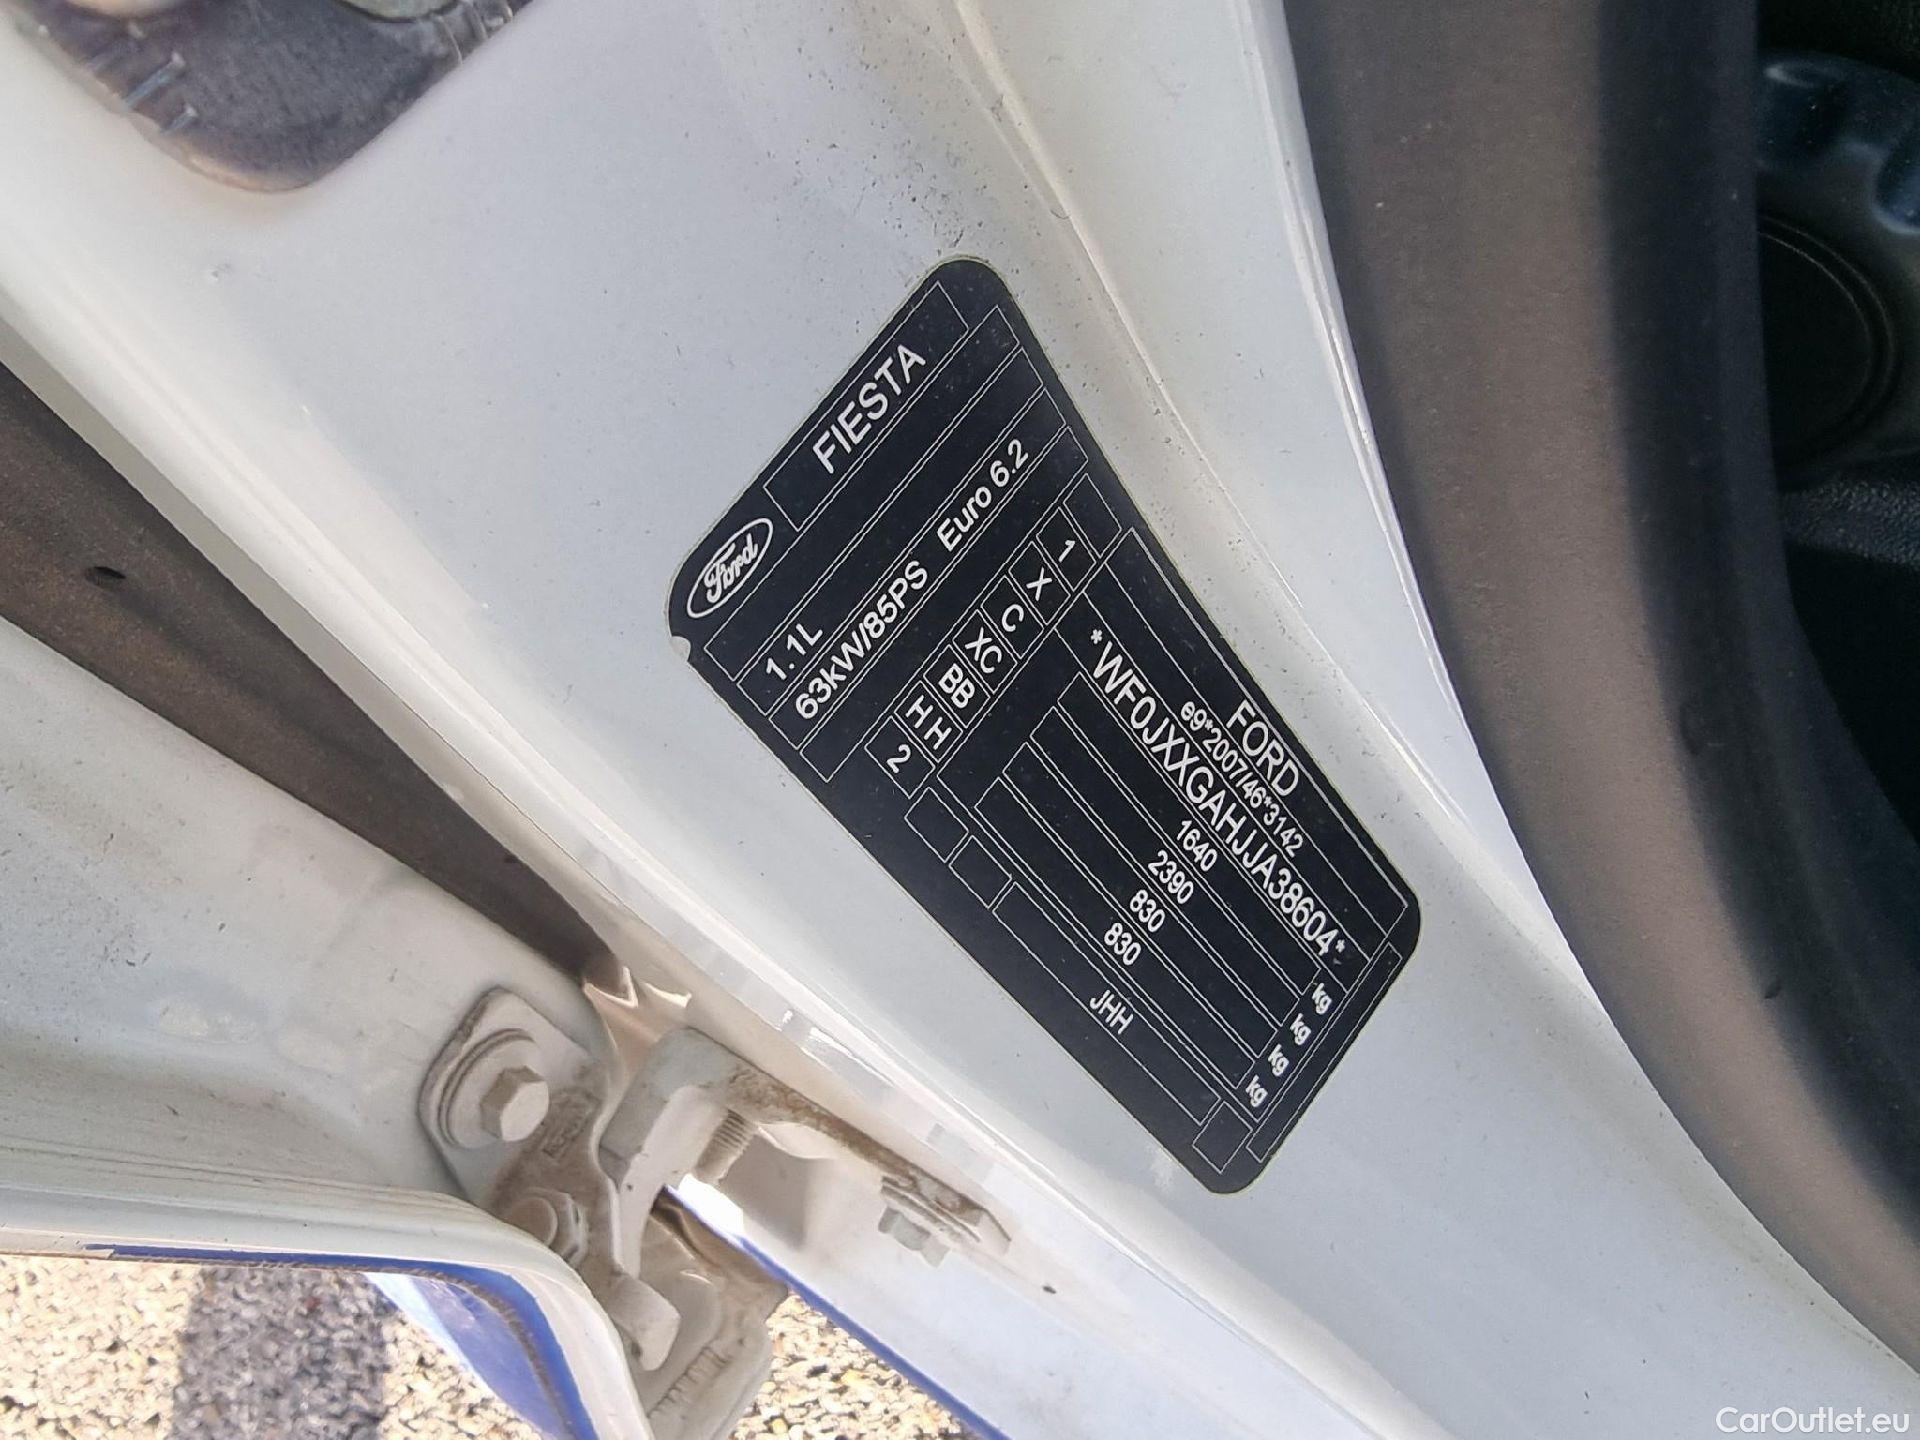 Ford FIESTA
1.1L
63kW/85PS Euro 6.2
2 H BB XC C X 1
H
FORD
e9*2007/46*3142
*WF0JXXGAHJJA38604*
1640 kg
2390 kg
830 kg
830 kg
JHH
CarOutlet.eu